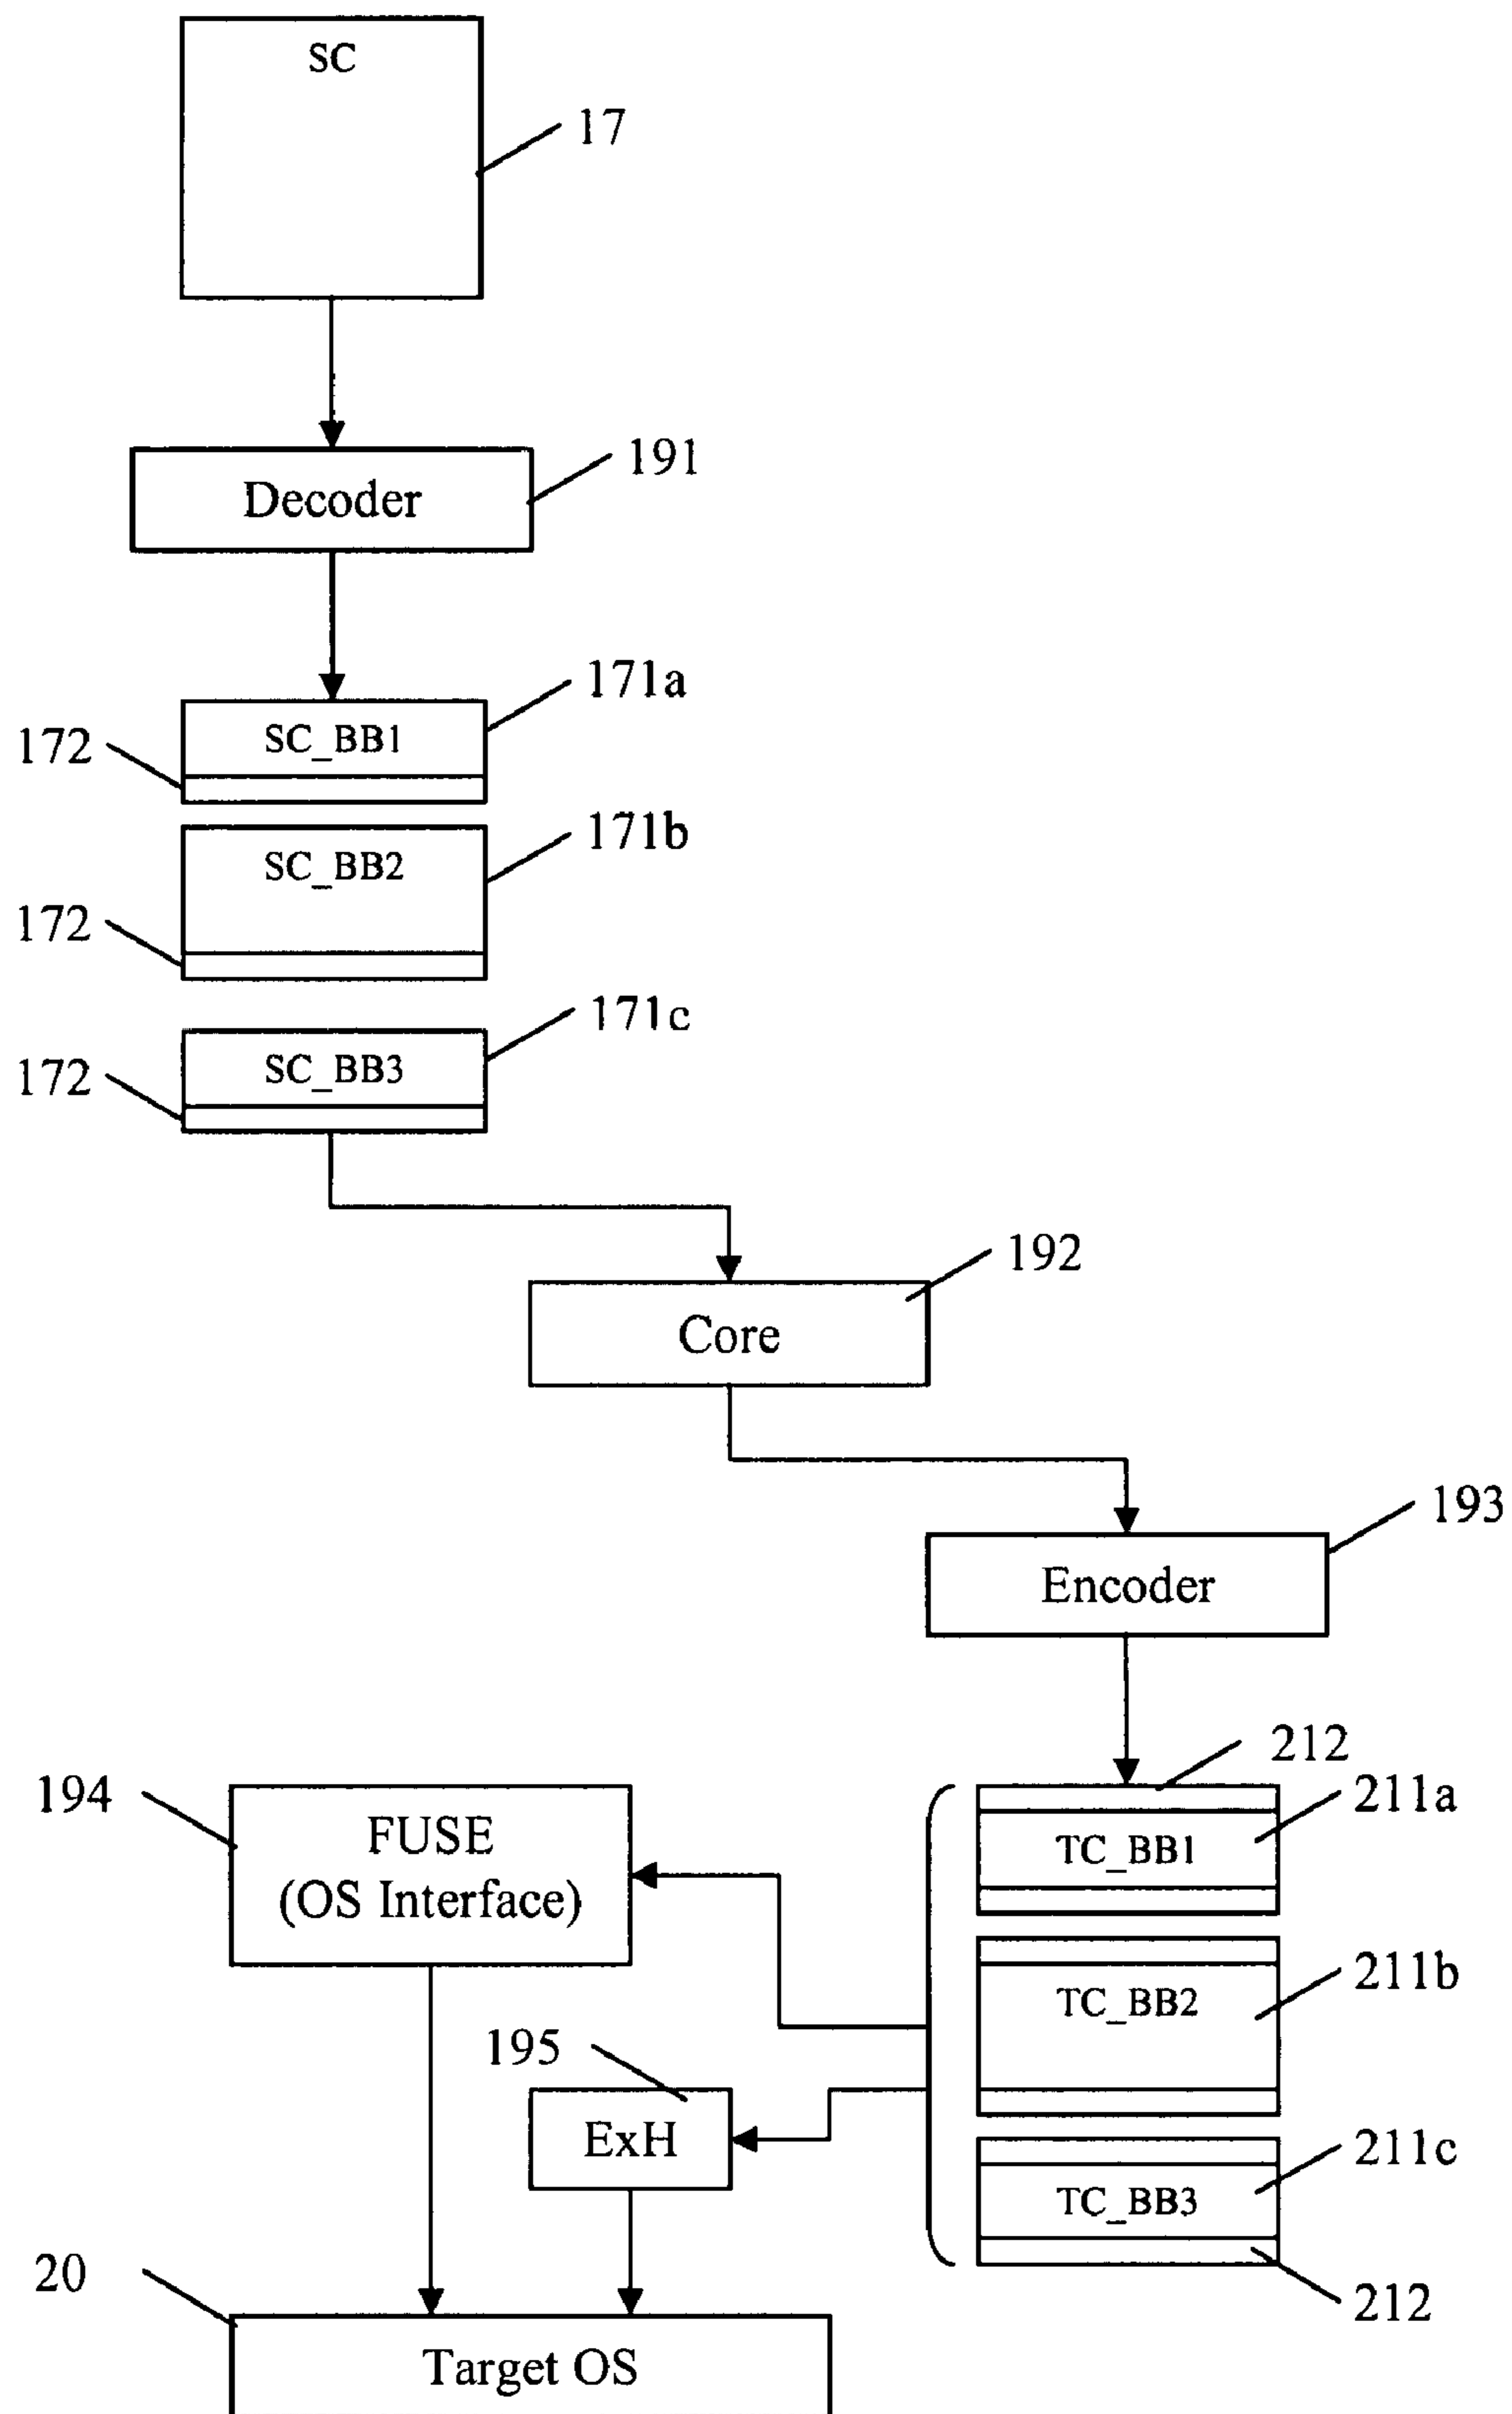 SC
17
191
Decoder
171a
172
SC_BB1
171b
SC_BB2
172
171c
SC_BB3
172
192
Core
193
Encoder
212
194
211a
FUSE
(OS Interface)
TC_BB1
211b
TC_BB2
195
ExH
211c
TC_BB3
20
212
Target OS